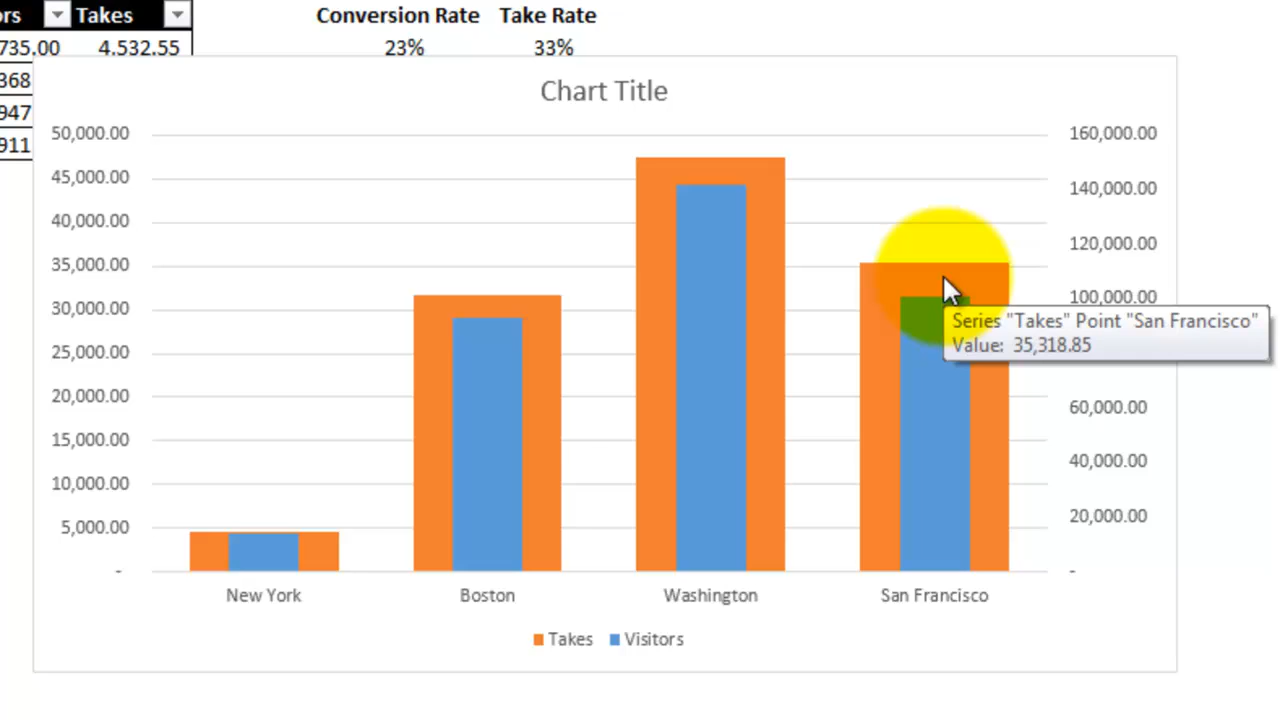 ors Takes Conversion Rate Take Rate
735.00 4.532.55 23% 33%
368
947
911
Chart Title
50,000.00 160,000.00
45,000.00
140,000.00
40,000.00
120,000.00
35,000.00
100,000.00
30,000.00
Series "Takes" Point "San Francisco"
Value: 35,318.85
25,000.00
20,000.00
60,000.00
15,000.00
40,000.00
10,000.00
20,000.00
5,000.00
- -
New York Boston Washington San Francisco
Takes Visitors